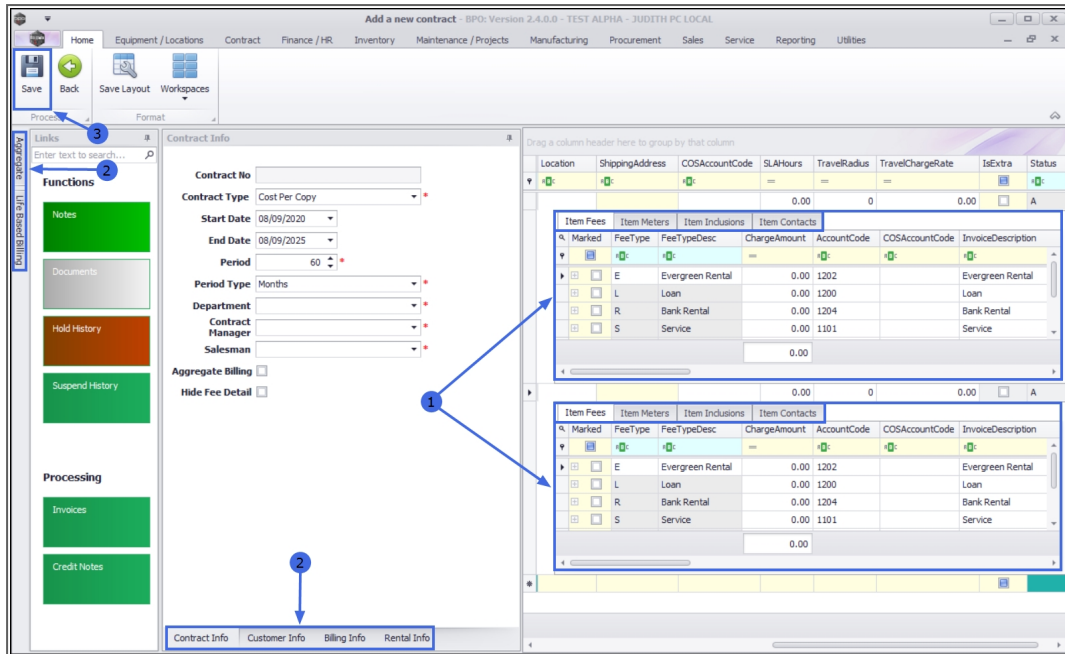 Add a new contract - BPO: Version 2.4.0.0 - TEST ALPHA - JUDITH PC LOCAL
Home Equipment / Locations Contract Finance / HR Inventory Maintenance / Projects Manufacturing Procurement Sales Service Reporting Utilities
Save Back Save Layout Workspaces
Process Format
3
Aggregate
Life Based Billing
2
Links
Enter text to search...
Functions
Notes
Documents
Hold History
Suspend History
Processing
Invoices
Credit Notes
Contract Info
Contract No
Contract Type Cost Per Copy *
Start Date 08/09/2020
End Date 08/09/2025
Period 60 *
Period Type Months *
Department *
Contract Manager *
Salesman *
Aggregate Billing
Hide Fee Detail
1
2
Contract Info Customer Info Billing Info Rental Info
Drag a column header here to group by that column
Location ShippingAddress COSAccountCode SLAHours TravelRadius TravelChargeRate IsExtra Status
= = =
0.00 0 0.00 A
Item Fees Item Meters Item Inclusions Item Contacts
Marked FeeType FeeTypeDesc ChargeAmount AccountCode COSAccountCode InvoiceDescription
=
E Evergreen Rental 0.00 1202 Evergreen Rental
L Loan 0.00 1200 Loan
R Bank Rental 0.00 1204 Bank Rental
S Service 0.00 1101 Service
0.00
0.00 0 0.00 A
Item Fees Item Meters Item Inclusions Item Contacts
Marked FeeType FeeTypeDesc ChargeAmount AccountCode COSAccountCode InvoiceDescription
=
E Evergreen Rental 0.00 1202 Evergreen Rental
L Loan 0.00 1200 Loan
R Bank Rental 0.00 1204 Bank Rental
S Service 0.00 1101 Service
0.00